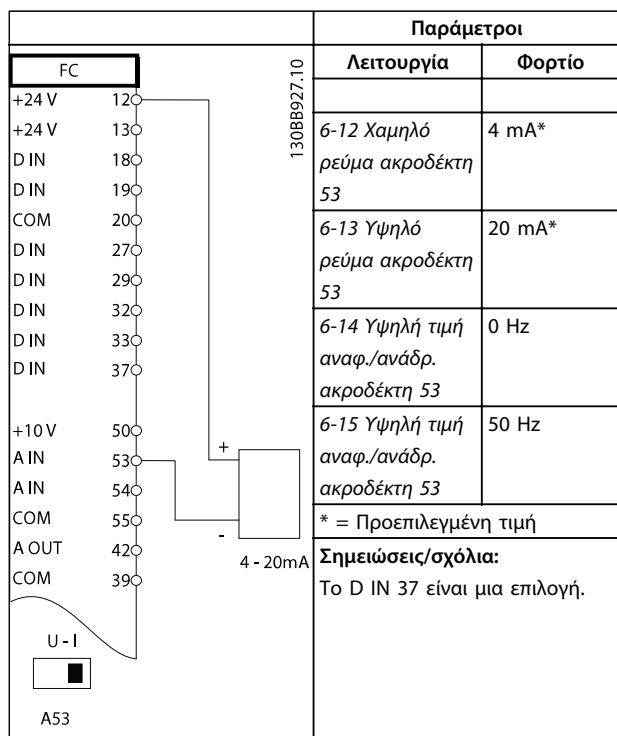 FC
+24 V 12
+24 V 13
D IN 18
D IN 19
COM 20
D IN 27
D IN 29
D IN 32
D IN 33
D IN 37
+10 V 50
A IN 53
A IN 54
COM 55
A OUT 42
COM 39
U - I
A53
+
-
4 - 20mA
130BB927.10
Παράμετροι
Λειτουργία Φορτίο
6-12 Χαμηλό 4 mA*
ρεύμα ακροδέκτη
53
6-13 Υψηλό 20 mA*
ρεύμα ακροδέκτη
53
6-14 Υψηλή τιμή 0 Hz
αναφ./ανάδρ.
ακροδέκτη 53
6-15 Υψηλή τιμή 50 Hz
αναφ./ανάδρ.
ακροδέκτη 53
* = Προεπιλεγμένη τιμή
Σημειώσεις/σχόλια:
Το D IN 37 είναι μια επιλογή.